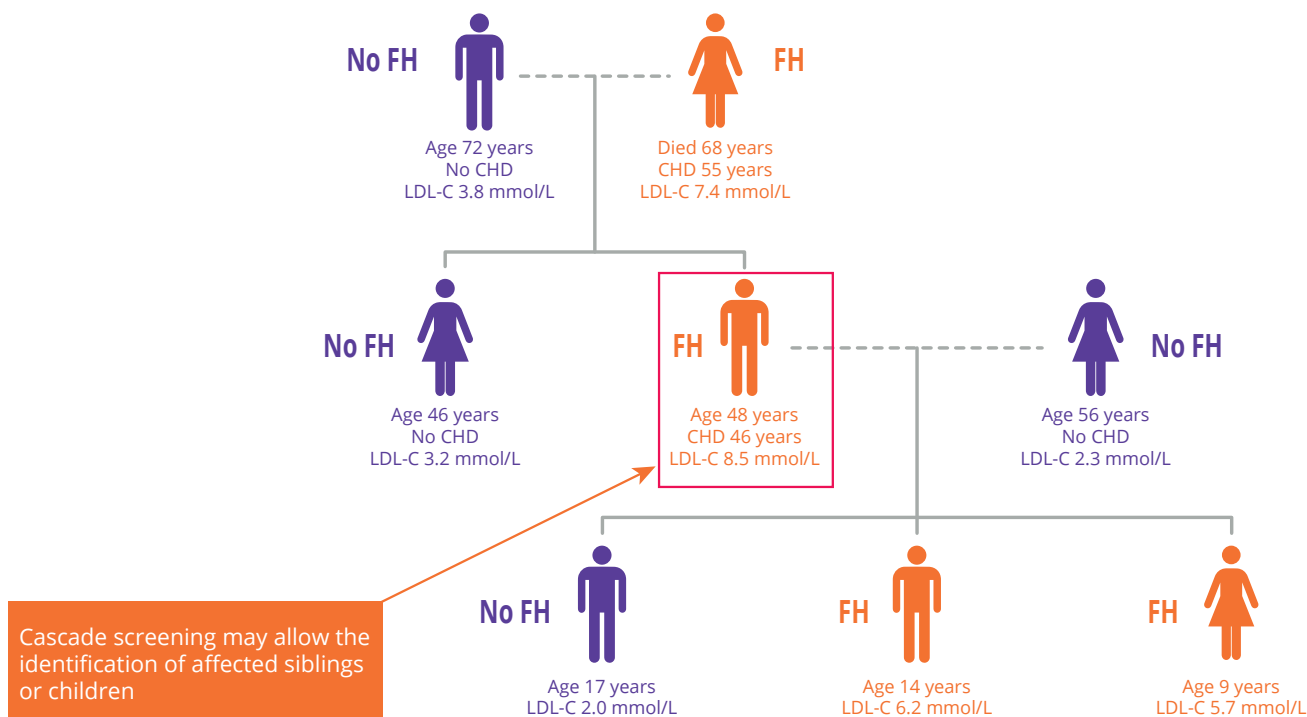 No FH
FH
Age 72 years
No CHD
LDL-C 3.8 mmol/L
Died 68 years
CHD 55 years
LDL-C 7.4 mmol/L
No FH
FH
No FH
Age 46 years
No CHD
LDL-C 3.2 mmol/L
Age 48 years
CHD 46 years
LDL-C 8.5 mmol/L
Age 56 years
No CHD
LDL-C 2.3 mmol/L
No FH
FH
FH
Cascade screening may allow the
identification of affected siblings
or children
Age 17 years
LDL-C 2.0 mmol/L
Age 14 years
LDL-C 6.2 mmol/L
Age 9 years
LDL-C 5.7 mmol/L